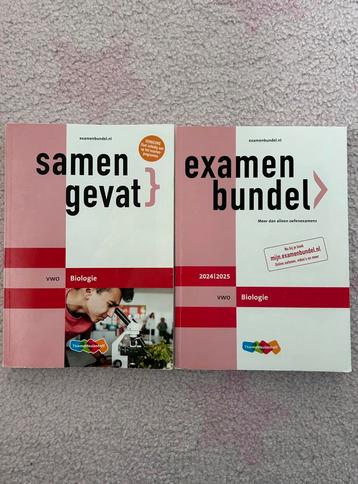 examenbundel.nl
samen
gevat}
VERNIEUWD
vwo
Biologie
ThiemeMeulenhoff
examenbundel.nl
examen
bundel>
Meer dan alleen oefenexamens
Nu bij je boek
mijn.examenbundel.nl
2024|2025
vwo
Biologie
ThiemeMeulenhoff